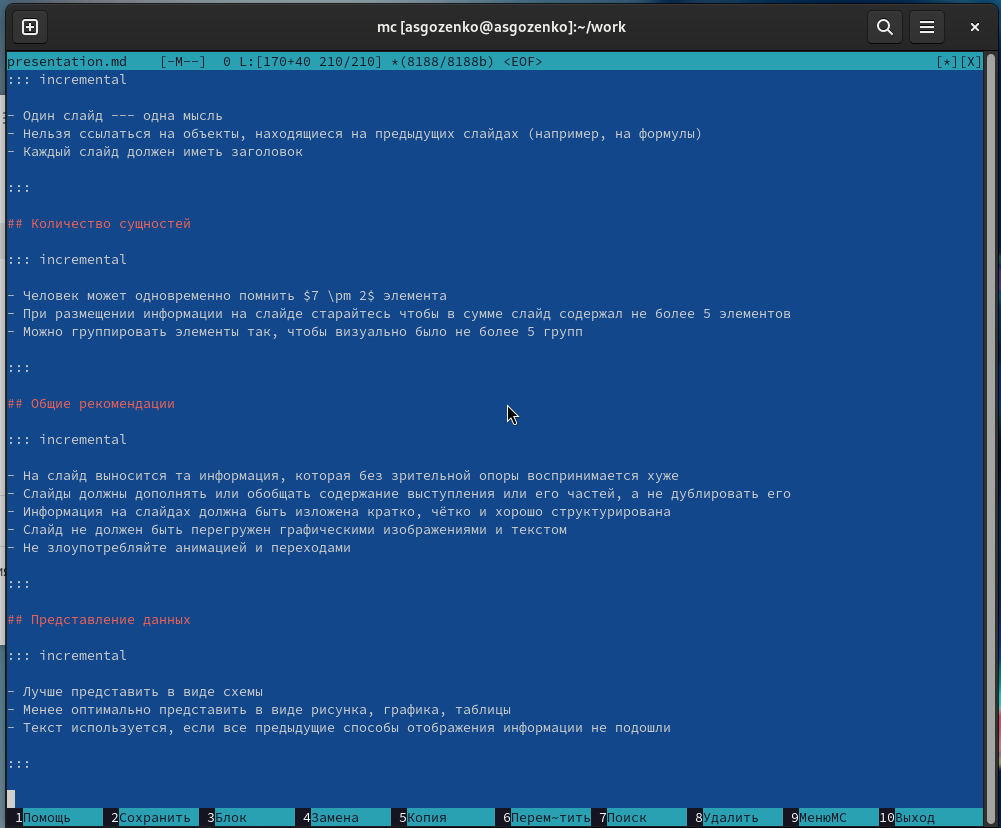 mc [asgozenko@asgozenko]:~/work
presentation.md [-M--] 0 L:[170+40 210/210] *(8188/8188b) <EOF> [*][X]
::: incremental
- Один слайд --- одна мысль
- Нельзя ссылаться на объекты, находящиеся на предыдущих слайдах (например, на формулы)
- Каждый слайд должен иметь заголовок
:::
## Количество сущностей
::: incremental
- Человек может одновременно помнить $7 \pm 2$ элемента
- При размещении информации на слайде старайтесь чтобы в сумме слайд содержал не более 5 элементов
- Можно группировать элементы так, чтобы визуально было не более 5 групп
:::
## Общие рекомендации
::: incremental
- На слайд выносится та информация, которая без зрительной опоры воспринимается хуже
- Слайды должны дополнять или обобщать содержание выступления или его частей, а не дублировать его
- Информация на слайдах должна быть изложена кратко, чётко и хорошо структурирована
- Слайд не должен быть перегружен графическими изображениями и текстом
- Не злоупотребляйте анимацией и переходами
:::
## Представление данных
::: incremental
- Лучше представить в виде схемы
- Менее оптимально представить в виде рисунка, графика, таблицы
- Текст используется, если все предыдущие способы отображения информации не подошли
:::
1Помощь 2Сохранить 3Блок 4Замена 5Копия 6Перем~тить 7Поиск 8Удалить 9МенюMC 10Выход